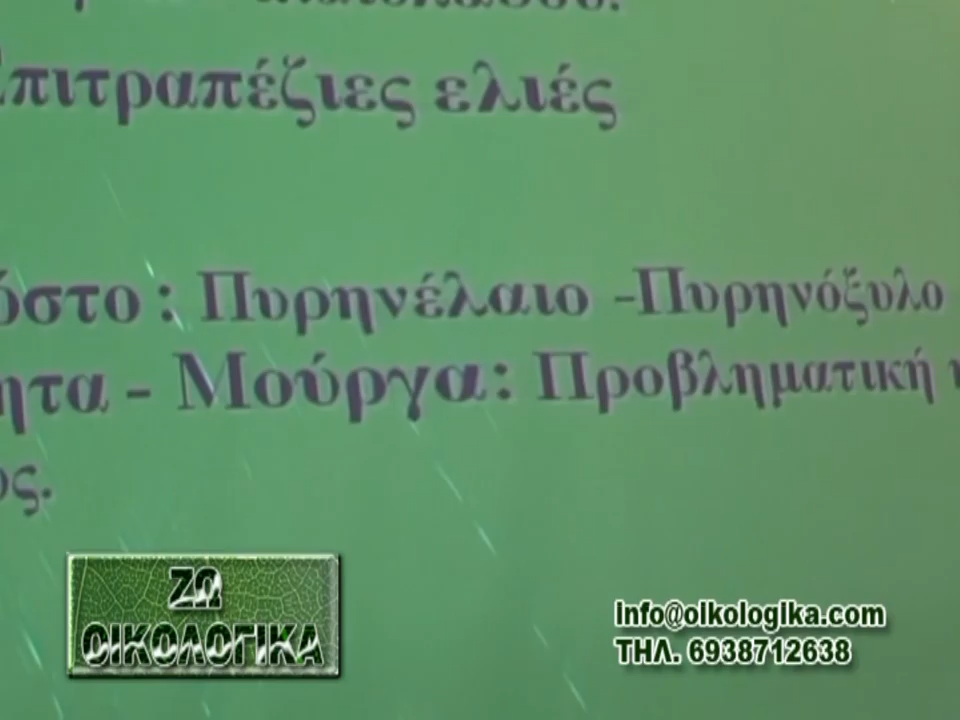 Επιτραπέζιες ελιές
όστο : Πυρηνέλαιο -Πυρηνόξυλο
ητα - Μούργα: Προβληματική
ος.
ΖΩ
ΟΙΚΟΛΟΓΙΚΑ
info@oikologika.com
ΤΗΛ. 6938712638